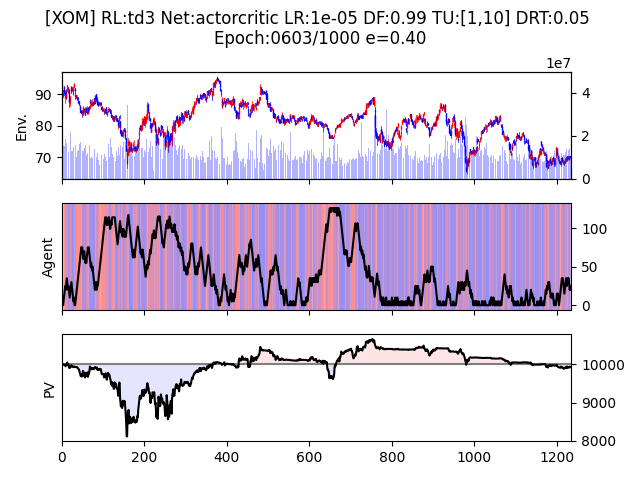 [XOM] RL:td3 Net:actorcritic LR:1e-05 DF:0.99 TU:[1,10] DRT:0.05
Epoch:0603/1000 e=0.40
1e7
Env.
90
80
70
4
2
0
Agent
100
50
0
PV
10000
9000
8000
0 200 400 600 800 1000 1200